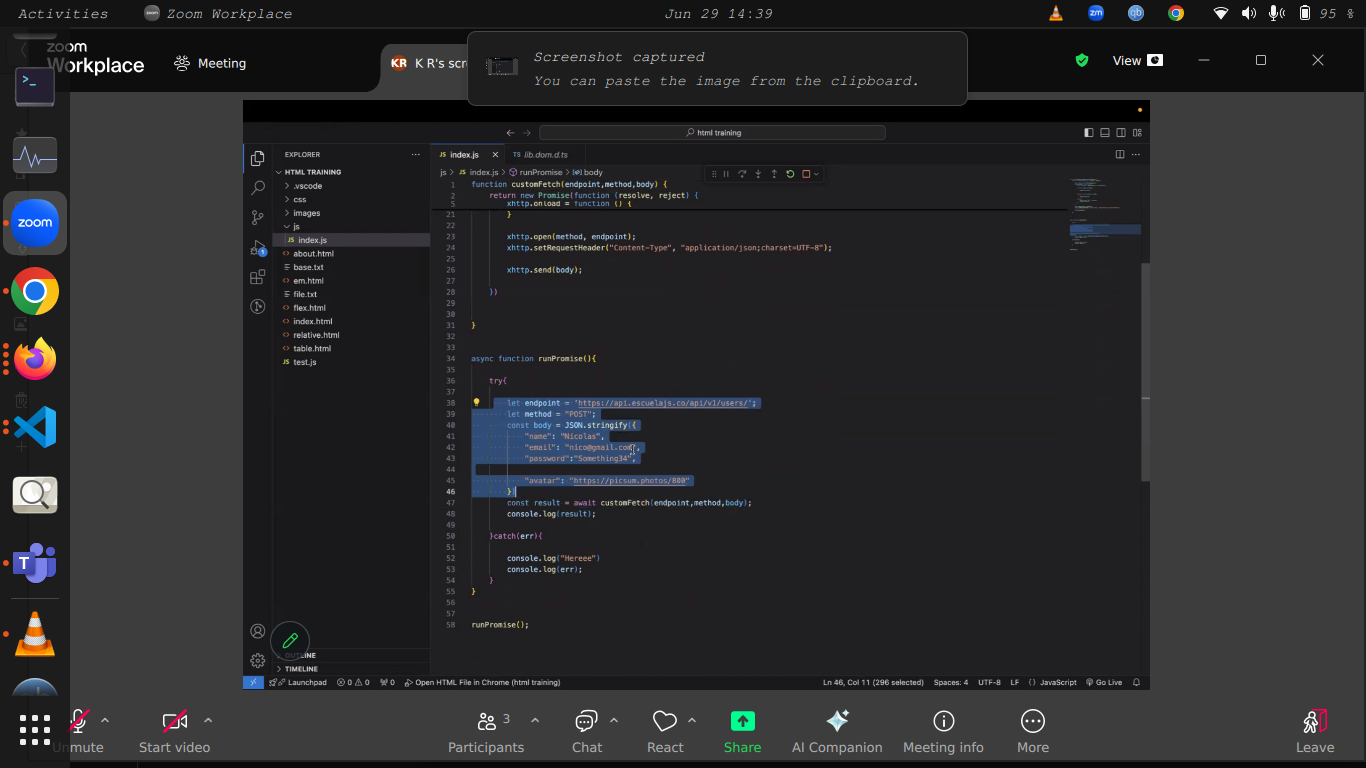 Activities
Zoom Workplace
Jun 29 14:39
zm
qb
95 %
zoom
Workplace
Meeting
KR K R's scre
Screenshot captured
You can paste the image from the clipboard.
View
html training
EXPLORER
HTML TRAINING
.vscode
css
images
js
JS index.js
about.html
base.txt
em.html
file.txt
flex.html
index.html
relative.html
table.html
JS test.js
OUTLINE
TIMELINE
JS index.js
TS lib.dom.d.ts
js > JS index.js > runPromise > body
1 function customFetch(endpoint,method,body) {
2 return new Promise(function (resolve, reject) {
5 xhttp.onload = function () {
21 }
22
23 xhttp.open(method, endpoint);
24 xhttp.setRequestHeader("Content-Type", "application/json;charset=UTF-8");
25
26 xhttp.send(body);
27
28 })
29
30
31 }
32
33
34 async function runPromise(){
35
36 try{
37
38 let endpoint = 'https://api.escuelajs.co/api/v1/users/';
39 let method = "POST";
40 const body = JSON.stringify({
41 "name": "Nicolas",
42 "email": "nico@gmail.com",
43 "password":"Something34",
44
45 "avatar": "https://picsum.photos/800"
46 })
47 const result = await customFetch(endpoint,method,body);
48 console.log(result);
49
50 }catch(err){
51
52 console.log("Hereee")
53 console.log(err);
54 }
55 }
56
57
58 runPromise();
Launchpad
0 0
0
Open HTML File in Chrome (html training)
Ln 46, Col 11 (296 selected)
Spaces: 4
UTF-8
LF
{ } JavaScript
Go Live
zoom
T
1
Start video
Participants
3
Chat
React
Share
AI Companion
Meeting info
More
Leave